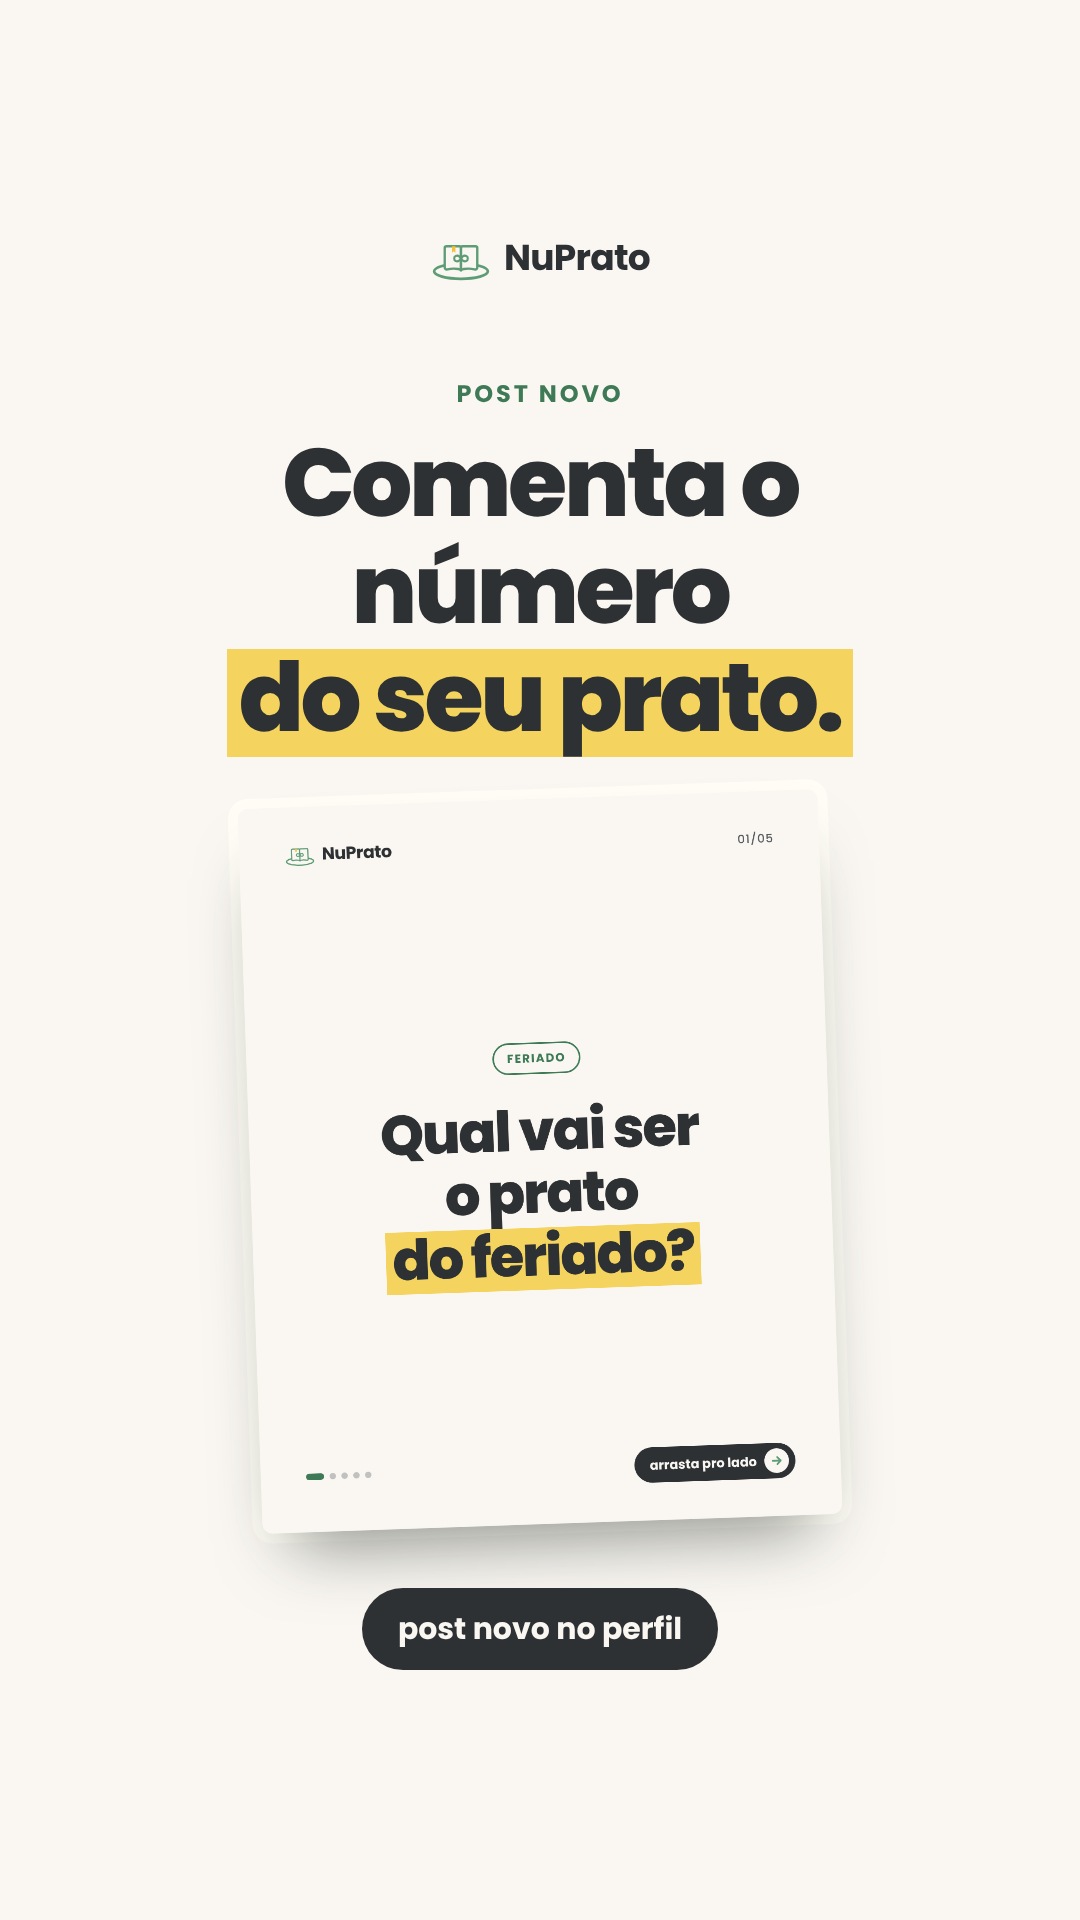 NuPrato
POST NOVO
Comenta o
número
do seu prato.
NuPrato
01/05
FERIADO
Qual vai ser
o prato
do feriado?
arrasta pro lado
post novo no perfil